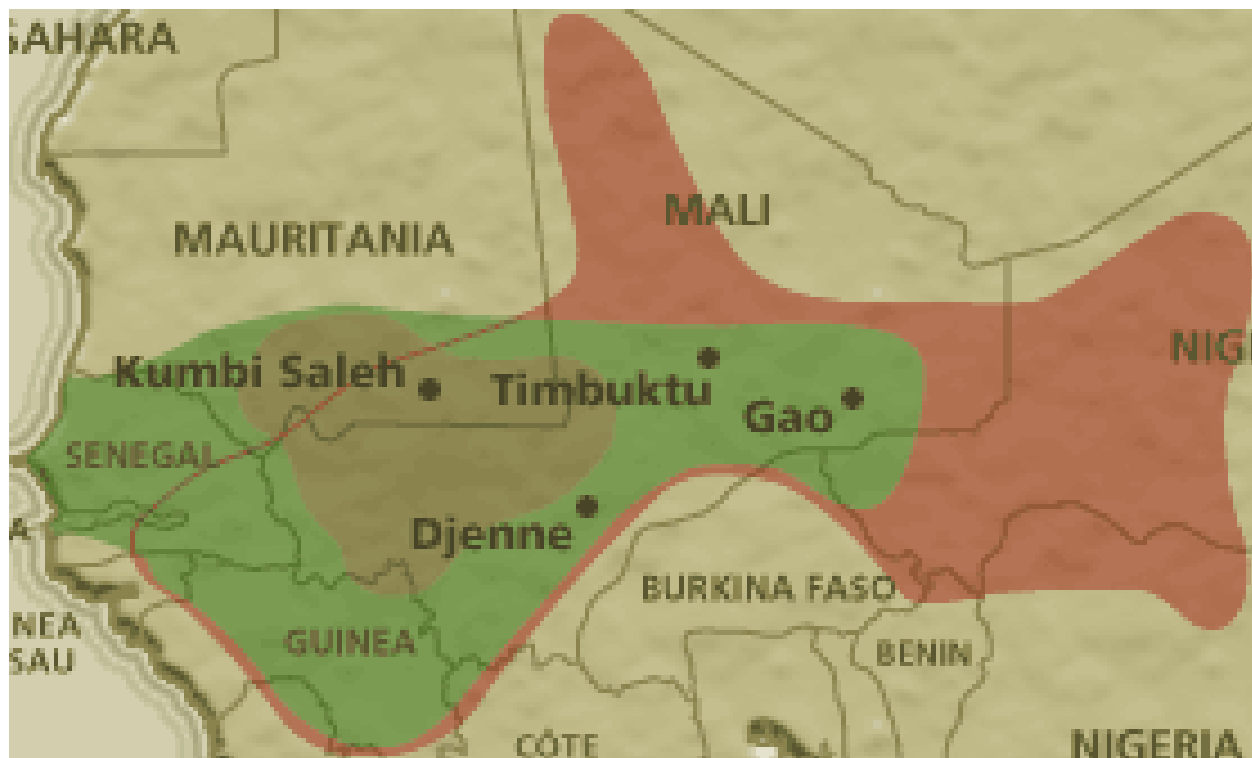 SAHARA
MALI
MAURITANIA
NIG
Kumbi Saleh
Timbuktu
Gao
SENEGAL
Djenne
A
BURKINA FASO
NEA
SAU
GUINEA
BENIN
CÔTE
NIGERIA